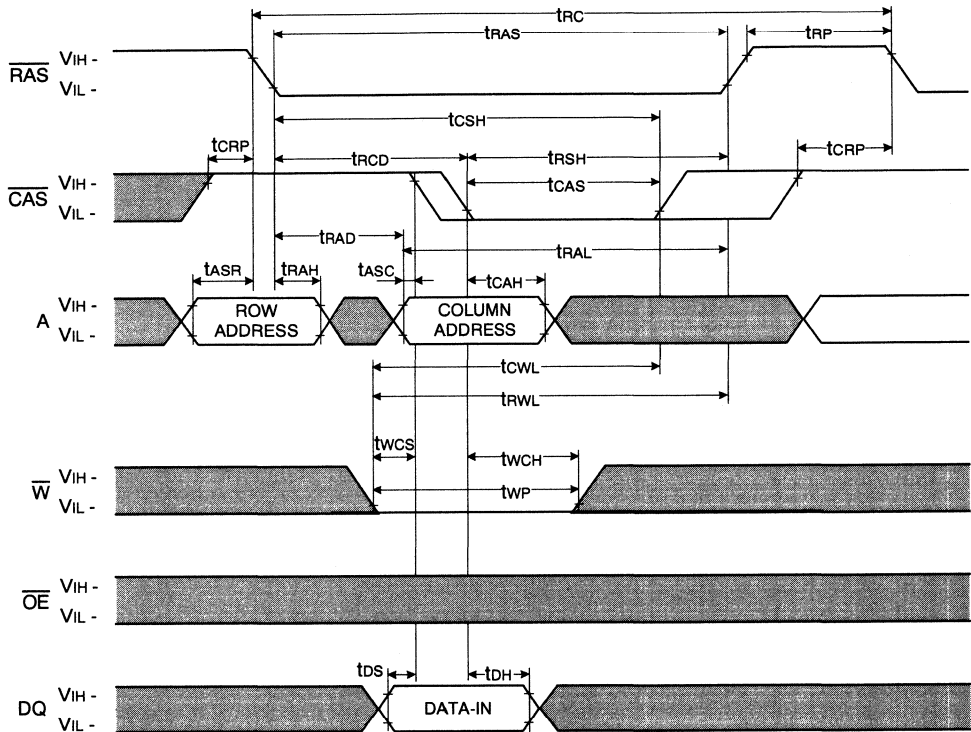 tRC
tRAS tRP
RAS VIH -
VIL -
tCSH
tCRP tRCD tRSH tCRP
CAS VIH - tCAS
VIL -
tRAD tRAL
tASR tRAH tASC tCAH
A VIH - ROW ADDRESS COLUMN ADDRESS
VIL -
tCWL
tRWL
tWCS tWCH
W VIH - tWP
VIL -
OE VIH -
VIL -
tDS tDH
DQ VIH - DATA-IN
VIL -